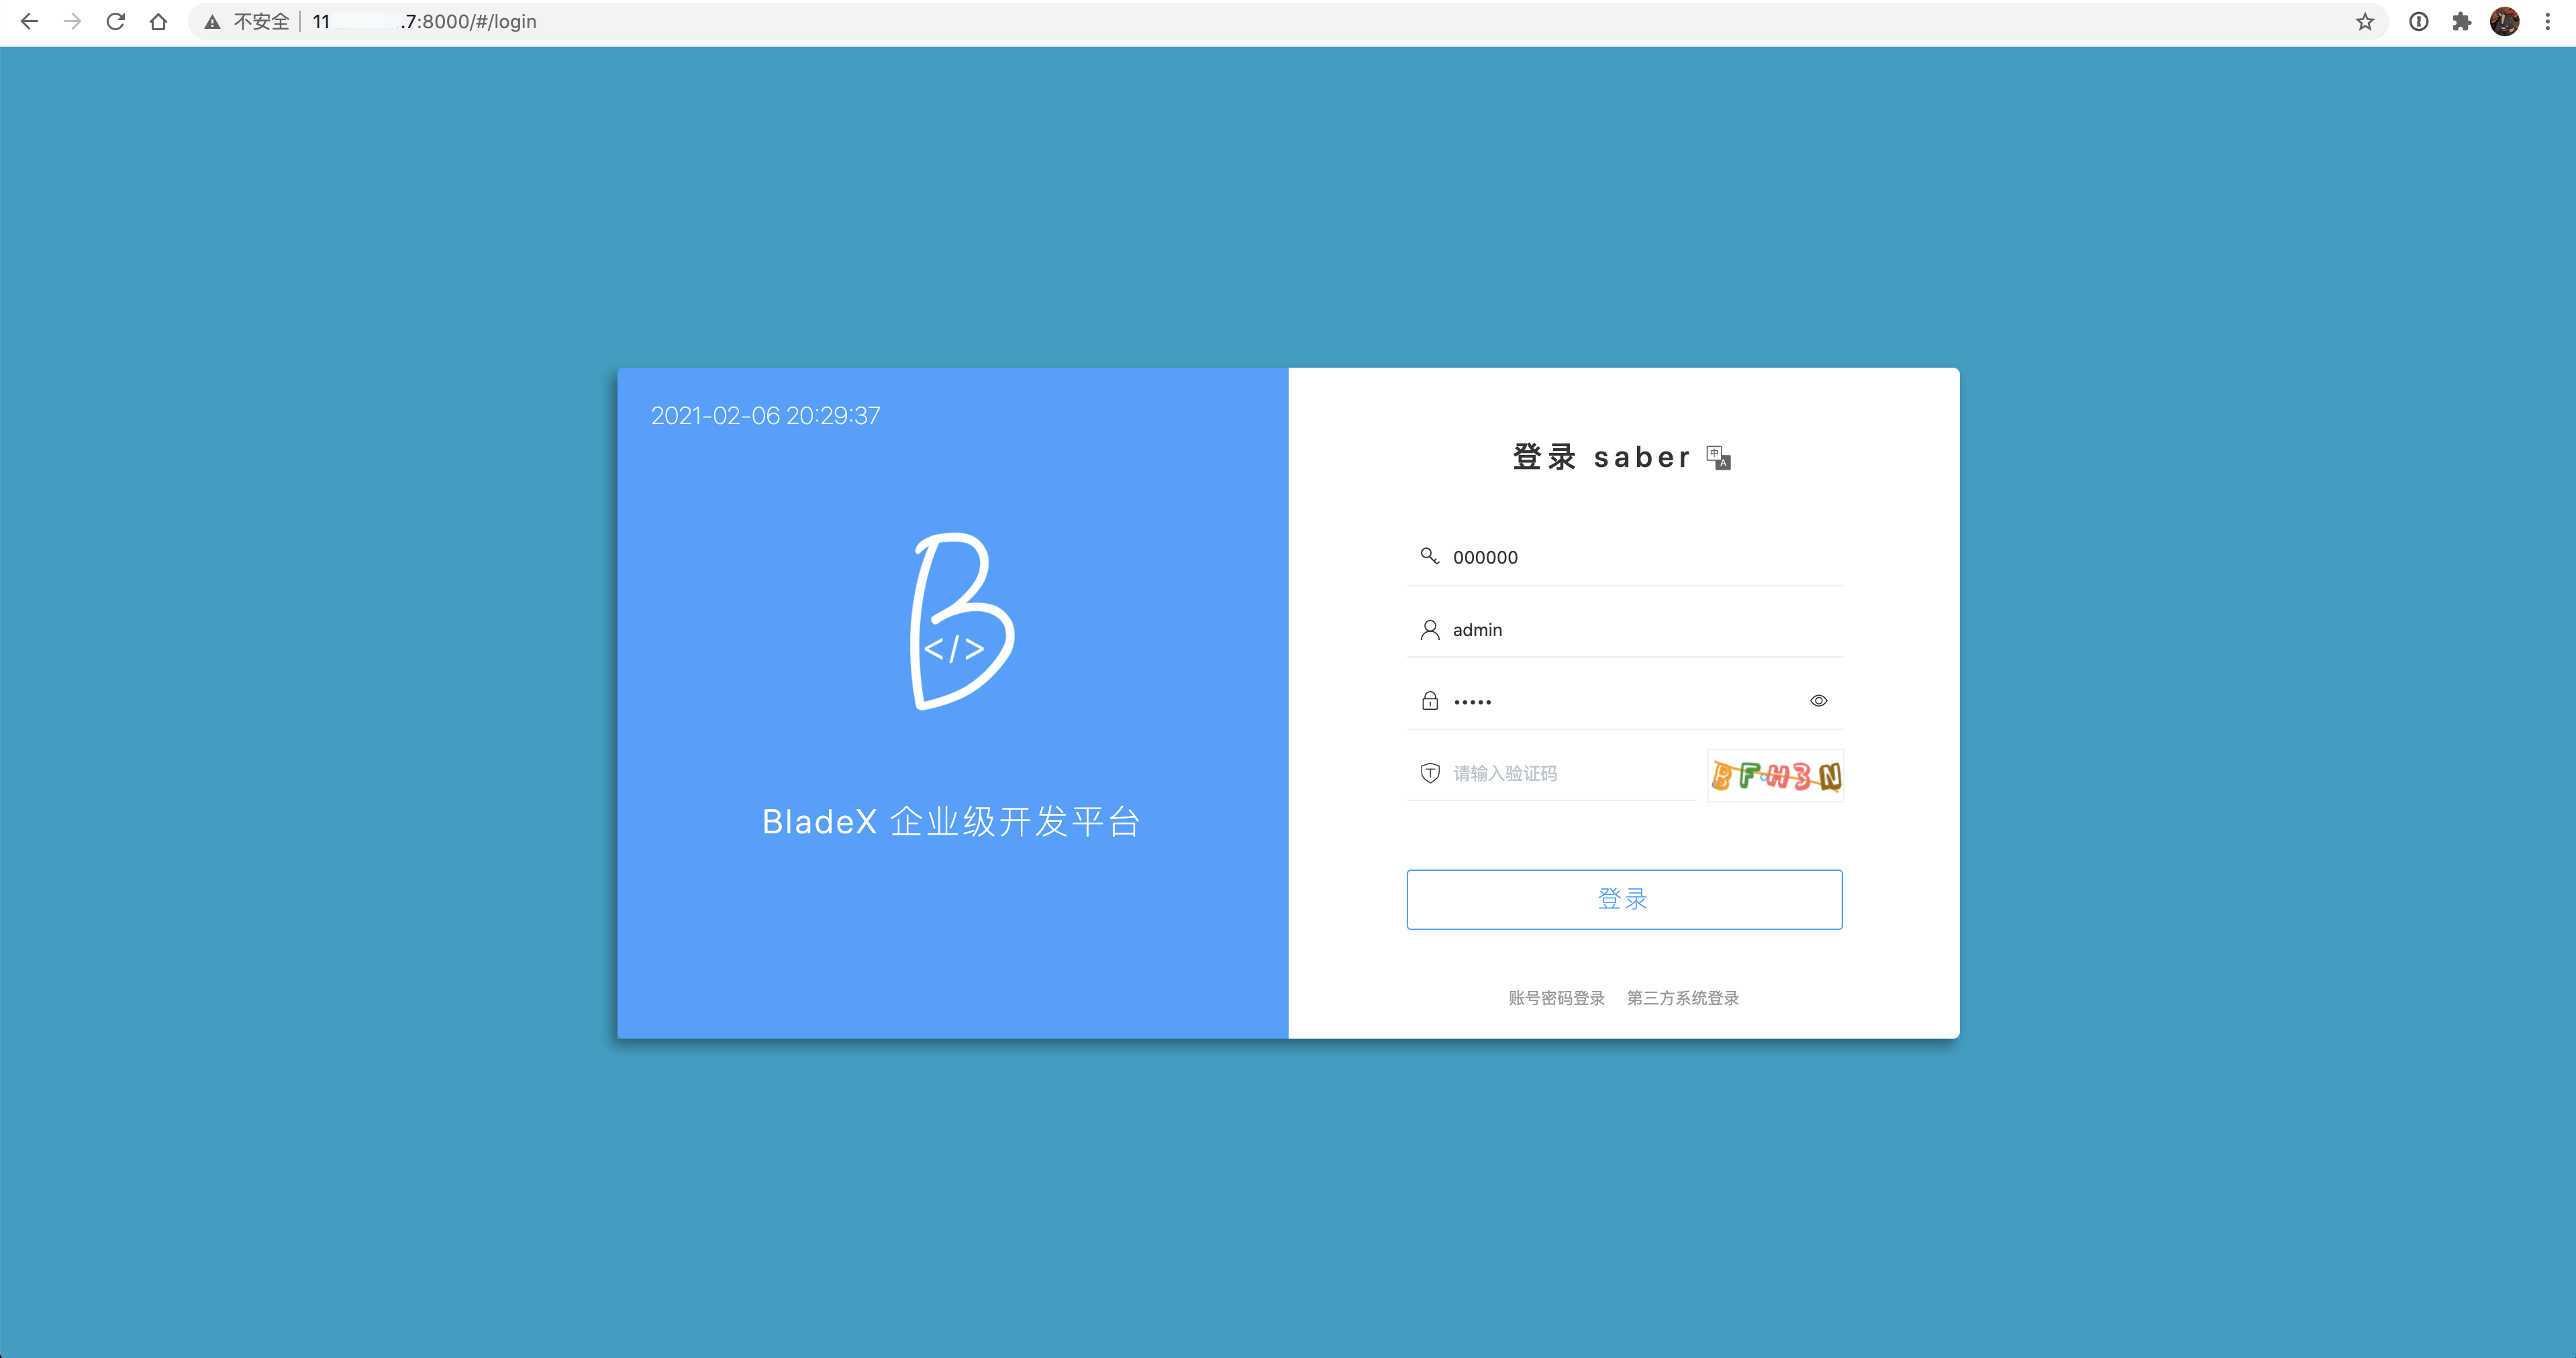 不安全 | 11 .7:8000/#/login
2021-02-06 20:29:37
B
</>
BladeX 企业级开发平台
登录 saber 中A
000000
admin
•••••
请输入验证码
BFH3N
登录
账号密码登录 第三方系统登录